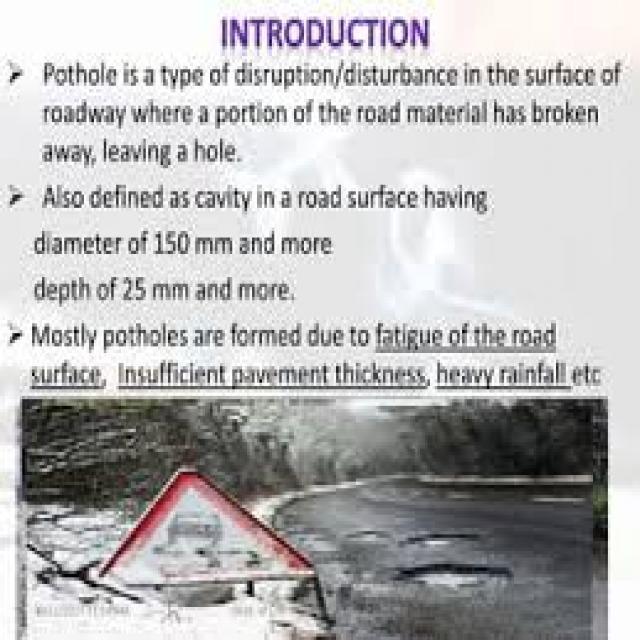 INTRODUCTION
➢ Pothole is a type of disruption/disturbance in the surface of
roadway where a portion of the road material has broken
away, leaving a hole.
➢ Also defined as cavity in a road surface having
diameter of 150 mm and more
depth of 25 mm and more.
➢ Mostly potholes are formed due to fatigue of the road
surface, Insufficient pavement thickness, heavy rainfall etc